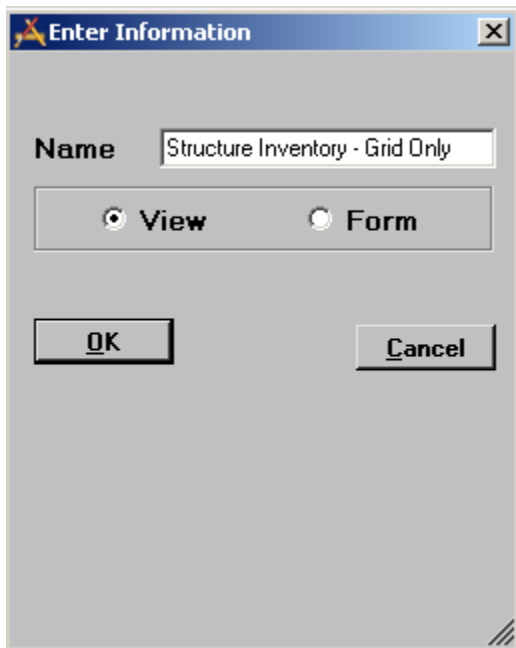 Enter Information
Name Structure Inventory - Grid Only
View Form
OK Cancel